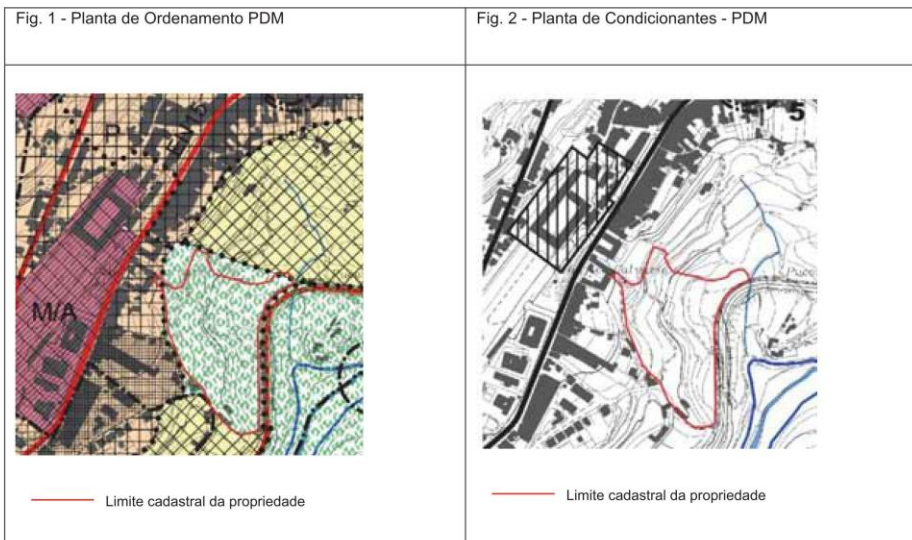 Fig. 1 - Planta de Ordenamento PDM
Fig. 2 - Planta de Condicionantes - PDM
P
EN15
M/A
5
Limite cadastral da propriedade
Limite cadastral da propriedade